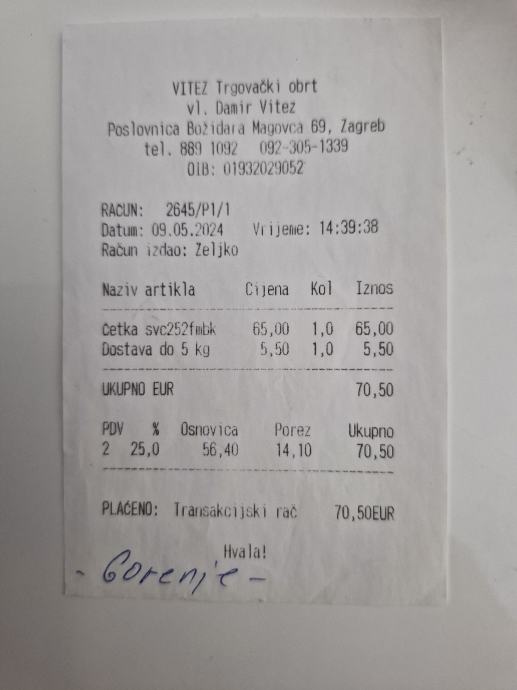 VITEZ Trgovački obrt
vl. Damir Vitez
Poslovnica Božidara Magovca 69, Zagreb
tel. 889 1092 092-305-1339
OIB: 01932029052
RAČUN: 2645/P1/1
Datum: 09.05.2024 Vrijeme: 14:39:38
Račun izdao: Željko
Naziv artikla Cijena Kol Iznos
Četka svc252fmbk 65,00 1,0 65,00
Dostava do 5 kg 5,50 1,0 5,50
UKUPNO EUR 70,50
PDV % Osnovica Porez Ukupno
2 25,0 56,40 14,10 70,50
PLAĆENO: Transakcijski rač 70,50EUR
Hvala!
- Gorenje -